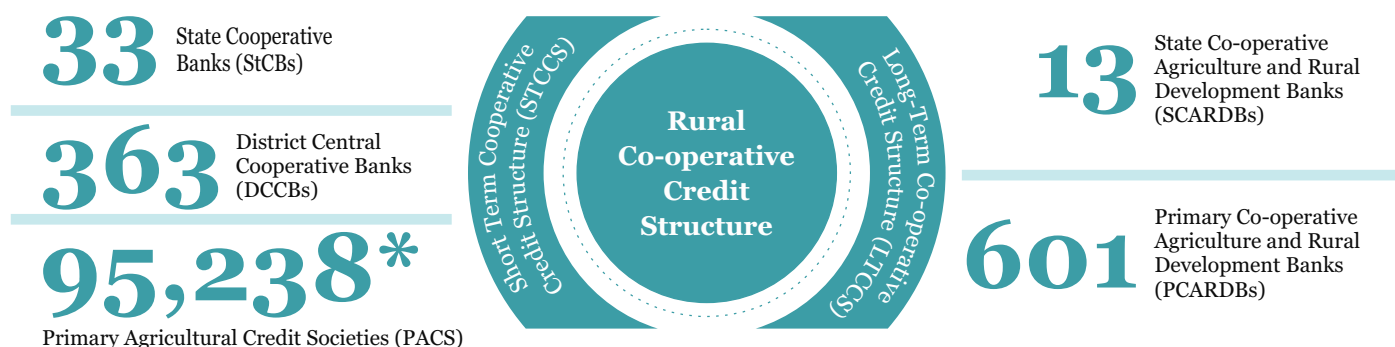 33
State Cooperative
Banks (StCBs)
363
District Central
Cooperative Banks
(DCCBs)
95,238*
Primary Agricultural Credit Societies (PACS)
Short Term Cooperative
Credit Structure (STCCS)
Rural
Co-operative
Credit
Structure
Long-Term Co-operative
Credit Structure (LTCCS)
13
State Co-operative
Agriculture and Rural
Development Banks
(SCARDBs)
601
Primary Co-operative
Agriculture and Rural
Development Banks
(PCARDBs)